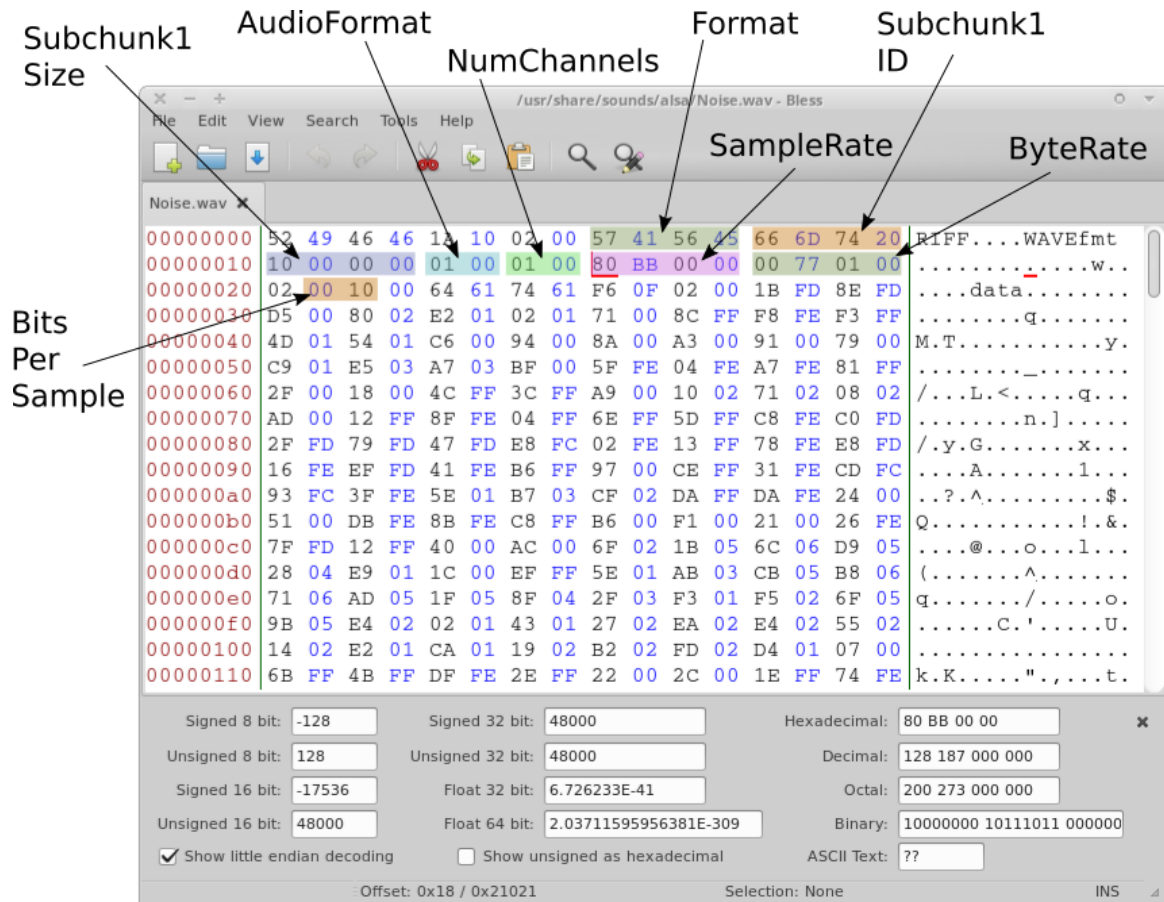 Subchunk1
Size
AudioFormat
NumChannels
Format
Subchunk1
ID
SampleRate
ByteRate
Bits
Per
Sample
/usr/share/sounds/alsa/Noise.wav - Bless
File Edit View Search Tools Help
Noise.wav
00000000 52 49 46 46 1A 10 02 00 57 41 56 45 66 6D 74 20 RIFF....WAVEfmt
00000010 10 00 00 00 01 00 01 00 80 BB 00 00 00 77 01 00 .............w..
00000020 02 00 10 00 64 61 74 61 F6 0F 02 00 1B FD 8E FD ....data........
00000030 D5 00 80 02 E2 01 02 01 71 00 8C FF F8 FE F3 FF ........q.......
00000040 4D 01 54 01 C6 00 94 00 8A 00 A3 00 91 00 79 00 M.T...........y.
00000050 C9 01 E5 03 A7 03 BF 00 5F FE 04 FE A7 FE 81 FF ........_.......
00000060 2F 00 18 00 4C FF 3C FF A9 00 10 02 71 02 08 02 /...L.<.....q...
00000070 AD 00 12 FF 8F FE 04 FF 6E FF 5D FF C8 FE C0 FD ........n.].....
00000080 2F FD 79 FD 47 FD E8 FC 02 FE 13 FF 78 FE E8 FD /.y.G.......x...
00000090 16 FE EF FD 41 FE B6 FF 97 00 CE FF 31 FE CD FC ....A.......1...
000000a0 93 FC 3F FE 5E 01 B7 03 CF 02 DA FF DA FE 24 00 ..?.^.........$.
000000b0 51 00 DB FE 8B FE C8 FF B6 00 F1 00 21 00 26 FE Q...........!.&.
000000c0 7F FD 12 FF 40 00 AC 00 6F 02 1B 05 6C 06 D9 05 ....@...o...l...
000000d0 28 04 E9 01 1C 00 EF FF 5E 01 AB 03 CB 05 B8 06 (.......^.......
000000e0 71 06 AD 05 1F 05 8F 04 2F 03 F3 01 F5 02 6F 05 q......./.....o.
000000f0 9B 05 E4 02 02 01 43 01 27 02 EA 02 E4 02 55 02 ......C.'.....U.
00000100 14 02 E2 01 CA 01 19 02 B2 02 FD 02 D4 01 07 00 ................
00000110 6B FF 4B FF DF FE 2E FF 22 00 2C 00 1E FF 74 FE k.K.....".,...t.
Signed 8 bit: -128 Signed 32 bit: 48000 Hexadecimal: 80 BB 00 00
Unsigned 8 bit: 128 Unsigned 32 bit: 48000 Decimal: 128 187 000 000
Signed 16 bit: -17536 Float 32 bit: 6.726233E-41 Octal: 200 273 000 000
Unsigned 16 bit: 48000 Float 64 bit: 2.03711595956381E-309 Binary: 10000000 10111011 000000
Show little endian decoding Show unsigned as hexadecimal ASCII Text: ??
Offset: 0x18 / 0x21021 Selection: None INS